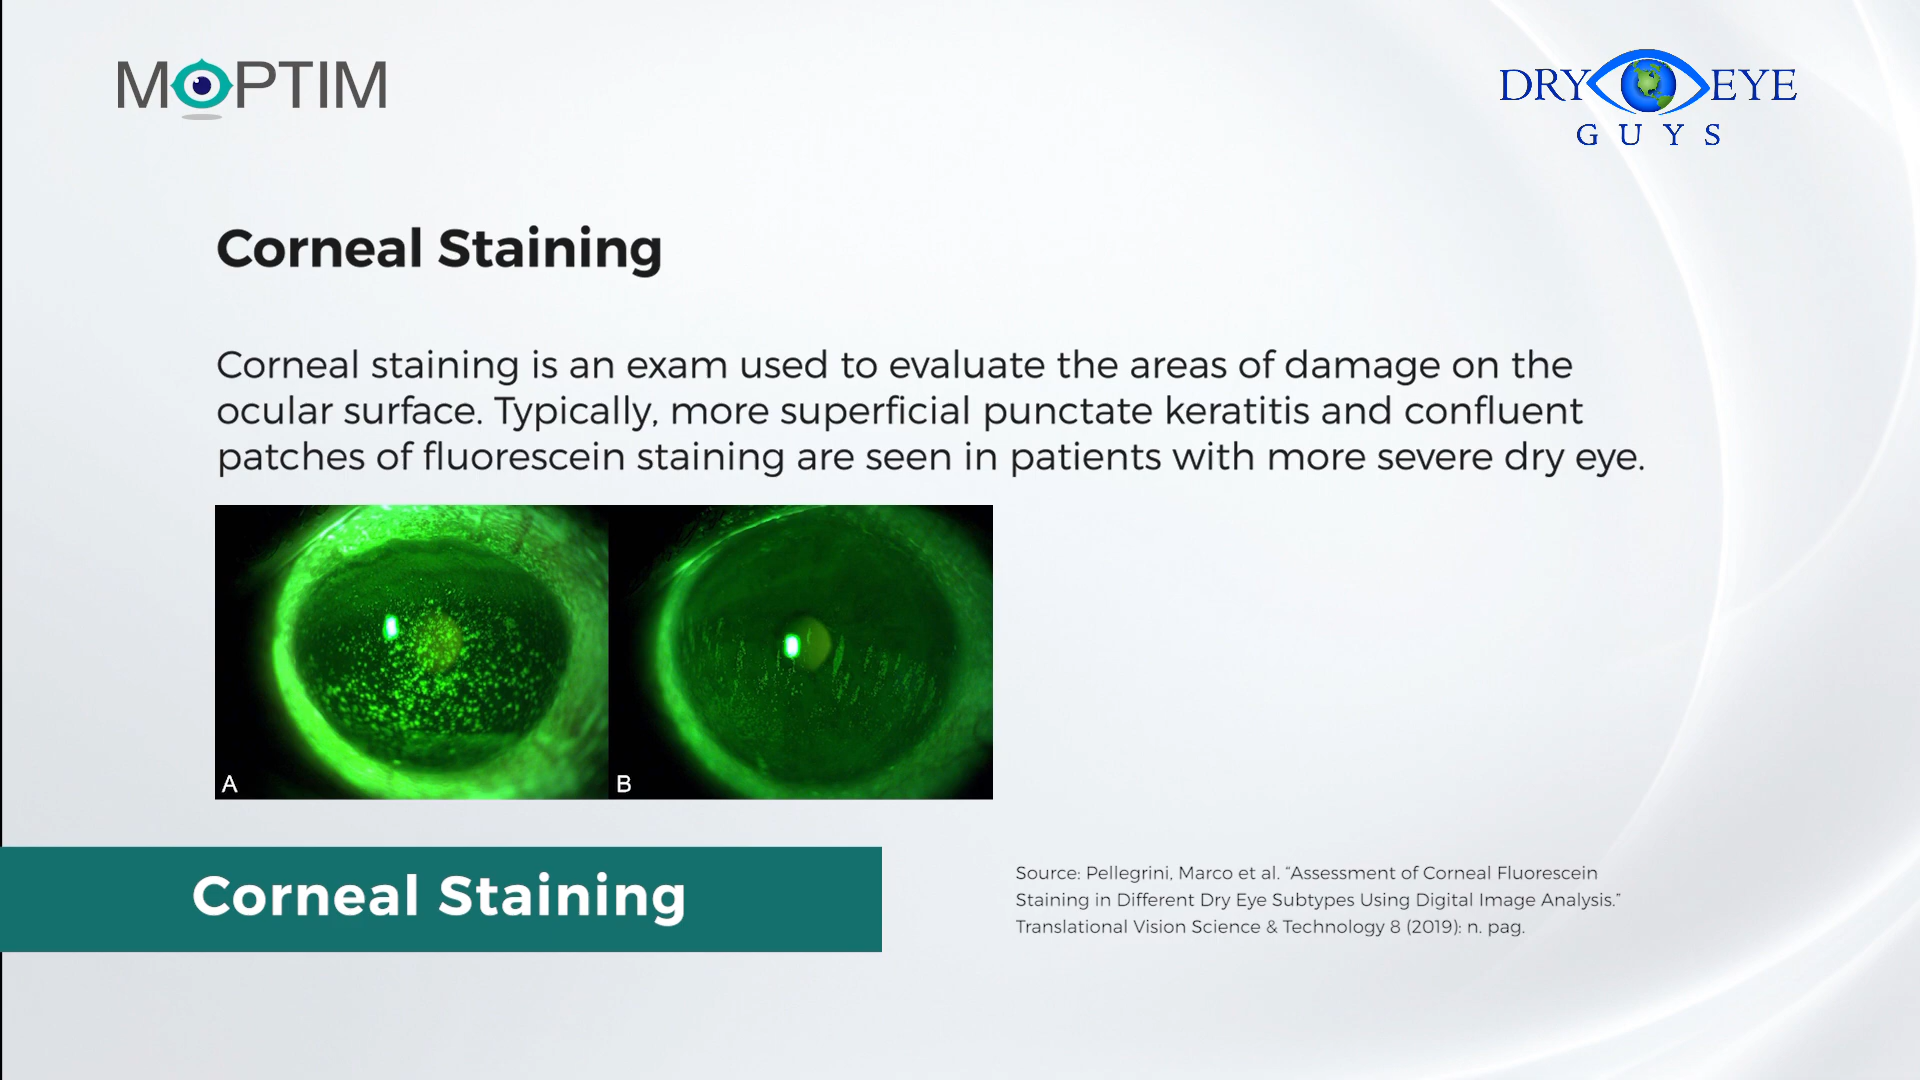 MOPTIM
DRY EYE
GUYS
Corneal Staining
Corneal staining is an exam used to evaluate the areas of damage on the
ocular surface. Typically, more superficial punctate keratitis and confluent
patches of fluorescein staining are seen in patients with more severe dry eye.
A
B
Corneal Staining
Source: Pellegrini, Marco et al. “Assessment of Corneal Fluorescein
Staining in Different Dry Eye Subtypes Using Digital Image Analysis.”
Translational Vision Science & Technology 8 (2019): n. pag.